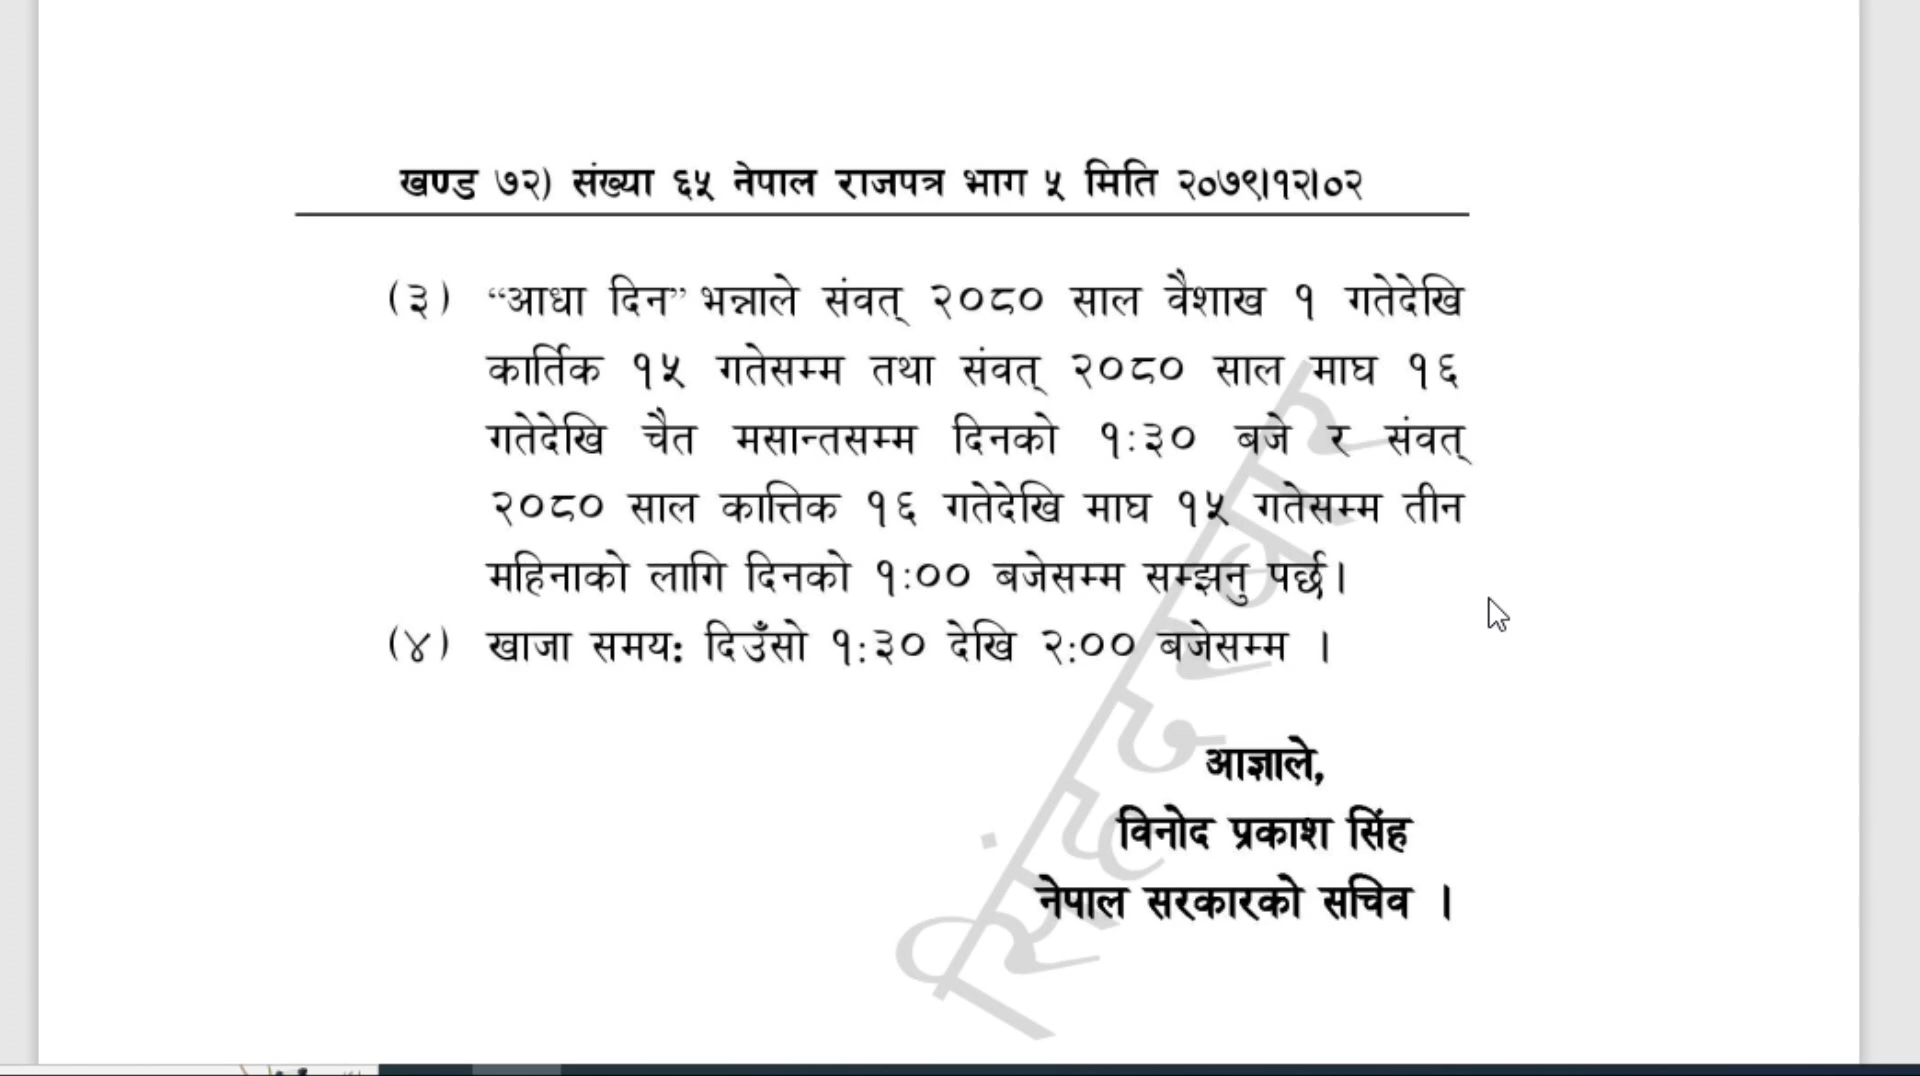 खण्ड ७२) संख्या ६५ नेपाल राजपत्र भाग ५ मिति २०७९।१२।०२
(३) “आधा दिन” भन्नाले संवत् २०८० साल वैशाख १ गतेदेखि
कार्तिक १५ गतेसम्म तथा संवत् २०८० साल माघ १६
गतेदेखि चैत मसान्तसम्म दिनको १:३० बजे र संवत्
२०८० साल कात्तिक १६ गतेदेखि माघ १५ गतेसम्म तीन
महिनाको लागि दिनको १:०० बजेसम्म सम्झनु पर्छ।
(४) खाजा समय: दिउँसो १:३० देखि २:०० बजेसम्म ।
आज्ञाले,
विनोद प्रकाश सिंह
नेपाल सरकारको सचिव ।
सिंहदरबार